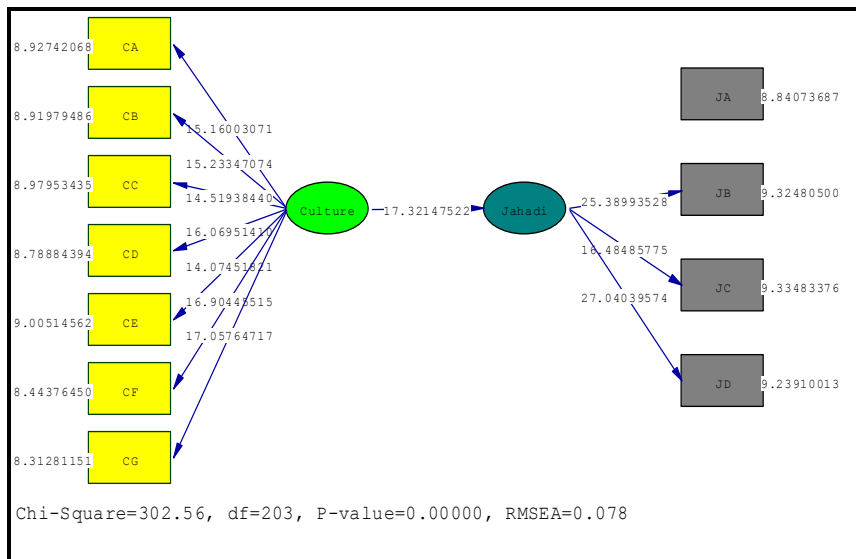 8.92742068 CA
8.91979486 CB
8.97953435 CC
8.78884394 CD
9.00514562 CE
8.44376450 CF
8.31281151 CG
15.16003071
15.23347074
14.51938440
16.06951410
14.07451821
16.90445515
17.05764717
Culture
17.32147522
Jahadi
25.38993528
16.48485775
27.04039574
JA 8.84073687
JB 9.32480500
JC 9.33483376
JD 9.23910013
Chi-Square=302.56, df=203, P-value=0.00000, RMSEA=0.078